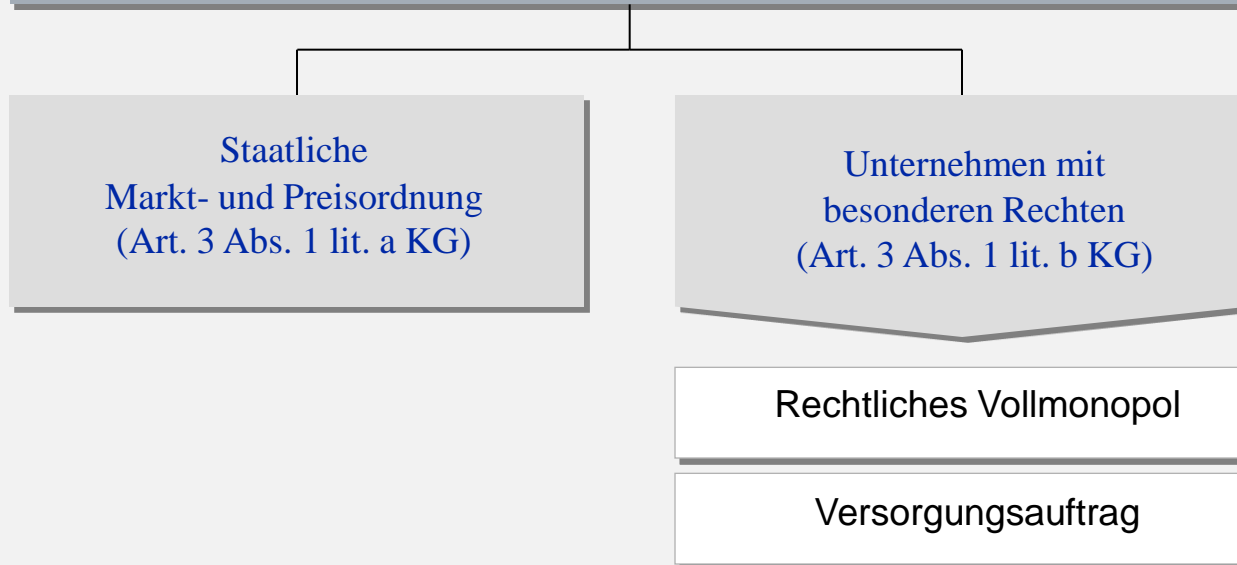 Staatliche
Markt- und Preisordnung
(Art. 3 Abs. 1 lit. a KG)
Unternehmen mit
besonderen Rechten
(Art. 3 Abs. 1 lit. b KG)
Rechtliches Vollmonopol
Versorgungsauftrag